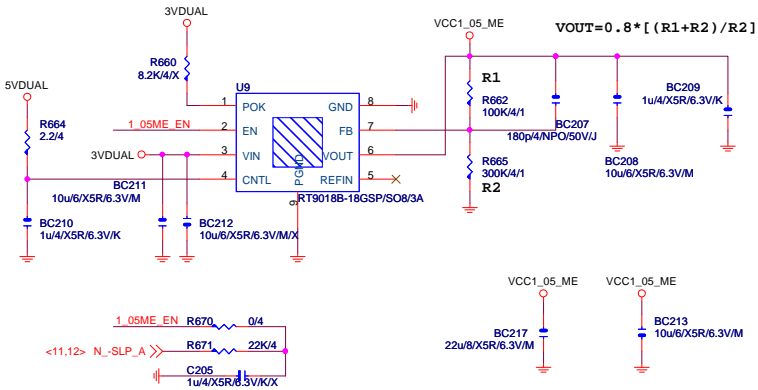 3VDUAL
VCC1_05_ME
VOUT=0.8*[(R1+R2)/R2]
R660
8.2K/4/X
5VDUAL
U9
R1
BC209
1u/4/X5R/6.3V/K
1 POK GND 8
R662
100K/4/1
R664
2.2/4
1_05ME_EN
2 EN FB 7
BC207
180p/4/NPO/50V/J
3VDUAL
3 VIN VOUT 6
R665
300K/4/1
BC208
10u/6/X5R/6.3V/M
4 CNTL PGND REFIN 5
R2
BC211
10u/6/X5R/6.3V/M
9
RT9018B-18GSP/SO8/3A
BC210
1u/4/X5R/6.3V/K
BC212
10u/6/X5R/6.3V/M/X
VCC1_05_ME
VCC1_05_ME
1_05ME_EN R670 0/4
BC217
22u/8/X5R/6.3V/M
BC213
10u/6/X5R/6.3V/M
<11,12> N_-SLP_A R671 22K/4
C205
1u/4/X5R/6.3V/K/X